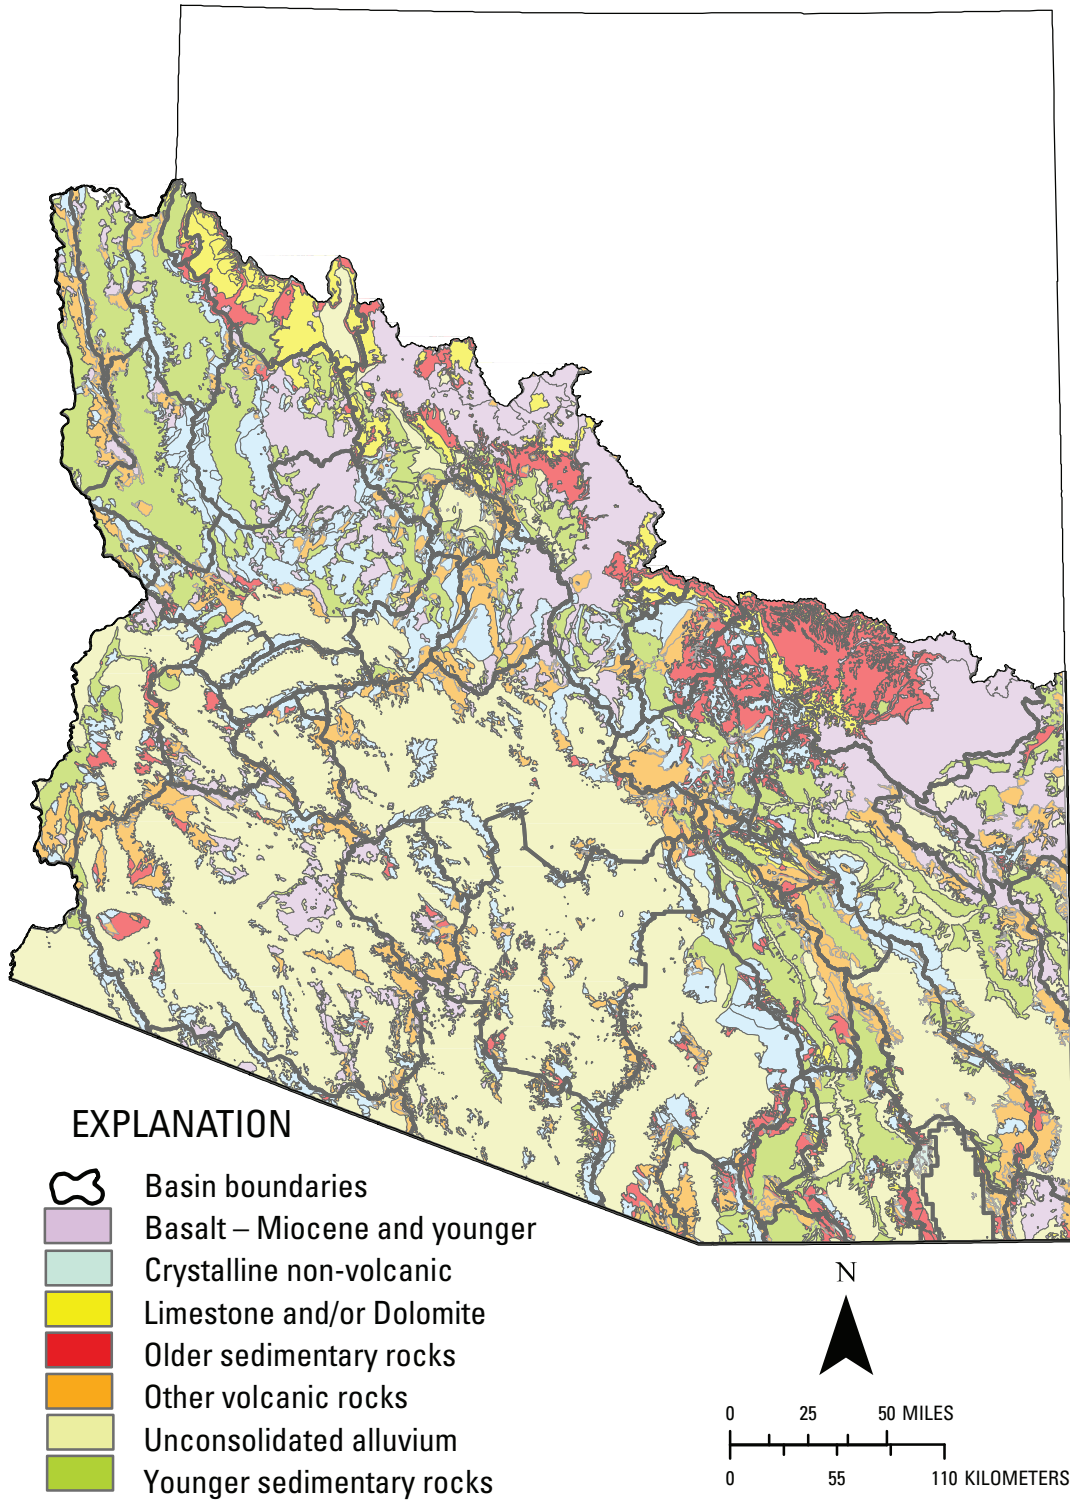 EXPLANATION
Basin boundaries
Basalt – Miocene and younger
Crystalline non-volcanic
Limestone and/or Dolomite
Older sedimentary rocks
Other volcanic rocks
Unconsolidated alluvium
Younger sedimentary rocks
N
0 25 50 MILES
0 55 110 KILOMETERS